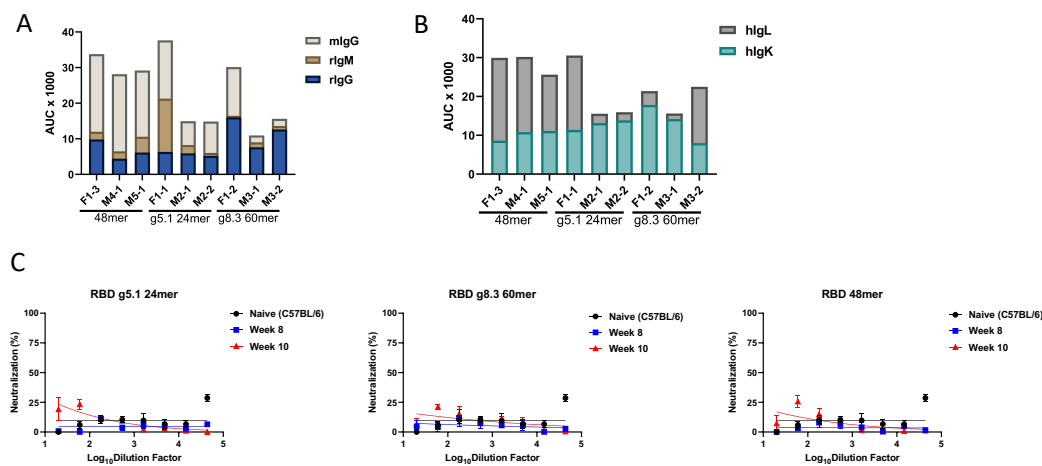 A
AUC x 1000
40
30
20
10
0
mIgG
rIgM
rIgG
F1-3
M4-1
M5-1
F1-1
M2-1
M2-2
F1-2
M3-1
M3-2
48mer
g5.1 24mer
g8.3 60mer
B
AUC x 1000
40
30
20
10
0
hIgL
hIgK
F1-3
M4-1
M5-1
F1-1
M2-1
M2-2
F1-2
M3-1
M3-2
48mer
g5.1 24mer
g8.3 60mer
C
RBD g5.1 24mer
Neutralization (%)
100
75
50
25
0
1
2
3
4
5
Log10Dilution Factor
Naive (C57BL/6)
Week 8
Week 10
RBD g8.3 60mer
Neutralization (%)
100
75
50
25
0
1
2
3
4
5
Log10Dilution Factor
Naive (C57BL/6)
Week 8
Week 10
RBD 48mer
Neutralization (%)
100
75
50
25
0
1
2
3
4
5
Log10Dilution Factor
Naive (C57BL/6)
Week 8
Week 10